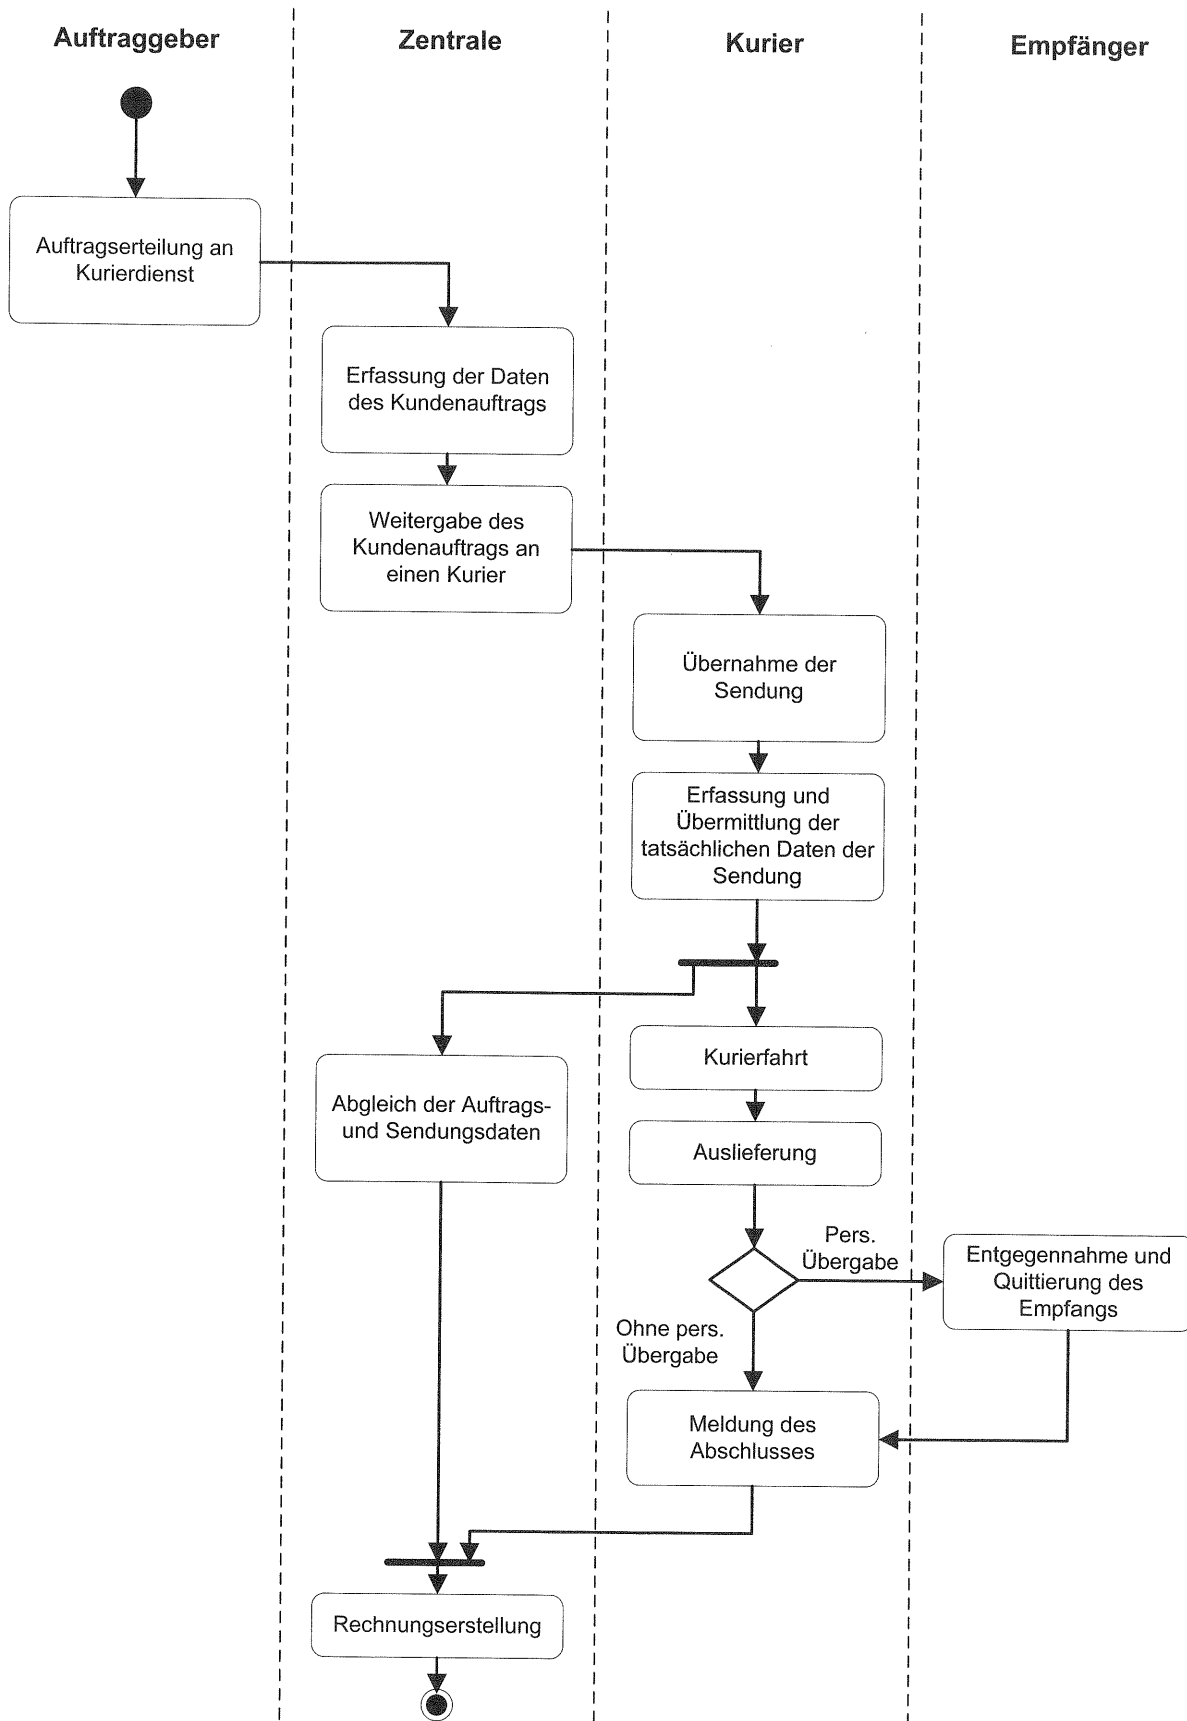 Auftraggeber
Zentrale
Kurier
Empfänger
Auftragserteilung an
Kurierdienst
Erfassung der Daten
des Kundenauftrags
Weitergabe des
Kundenauftrags an
einen Kurier
Übernahme der
Sendung
Erfassung und
Übermittlung der
tatsächlichen Daten der
Sendung
Kurierfahrt
Abgleich der Auftrags-
und Sendungsdaten
Auslieferung
Pers.
Übergabe
Entgegennahme und
Quittierung des
Empfangs
Ohne pers.
Übergabe
Meldung des
Abschlusses
Rechnungserstellung